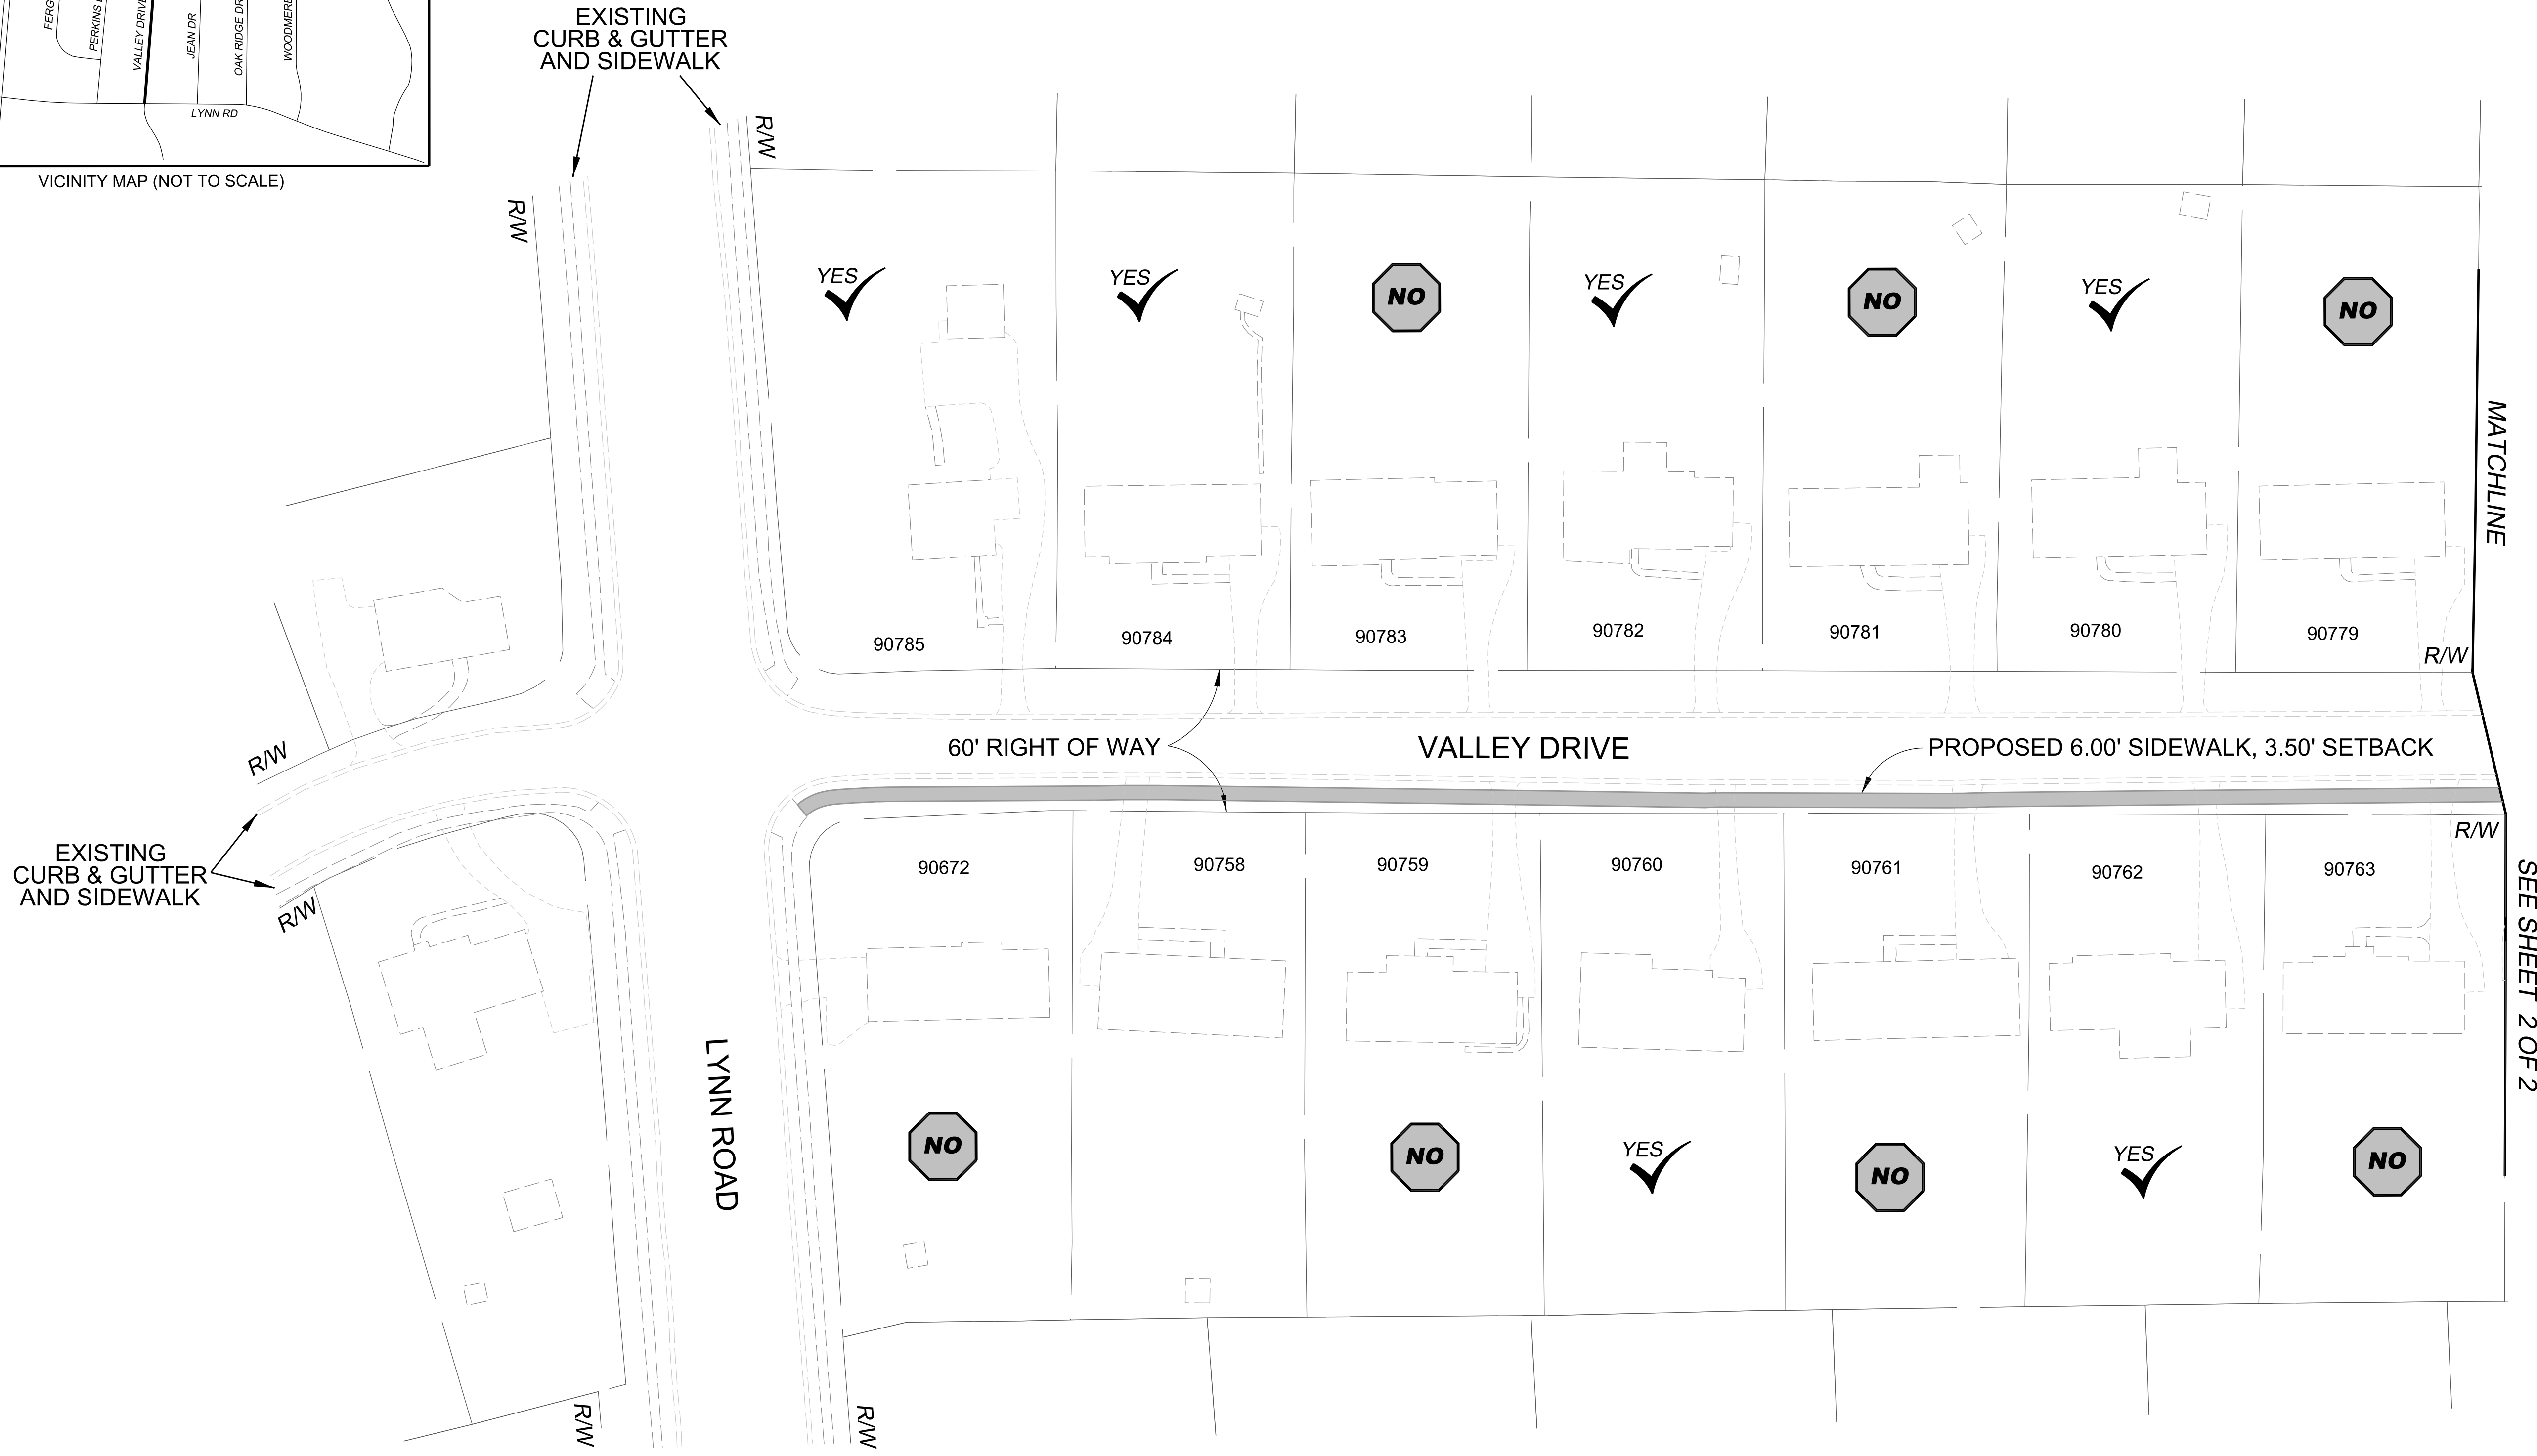 EXISTING
CURB & GUTTER
AND SIDEWALK
PERKINS
VALLEY DRIVE
JEAN DR
OAK RIDGE DR
WOODMERE
LYNN RD
VICINITY MAP (NOT TO SCALE)
R/W
R/W
YES
YES
NO
YES
NO
YES
NO
MATCHLINE
90785
90784
90783
90782
90781
90780
90779
R/W
R/W
60' RIGHT OF WAY
VALLEY DRIVE
PROPOSED 6.00' SIDEWALK, 3.50' SETBACK
R/W
EXISTING
CURB & GUTTER
AND SIDEWALK
R/W
90672
90758
90759
90760
90761
90762
90763
SEE SHEET 2 OF 2
LYNN ROAD
NO
NO
YES
NO
YES
NO
R/W
R/W